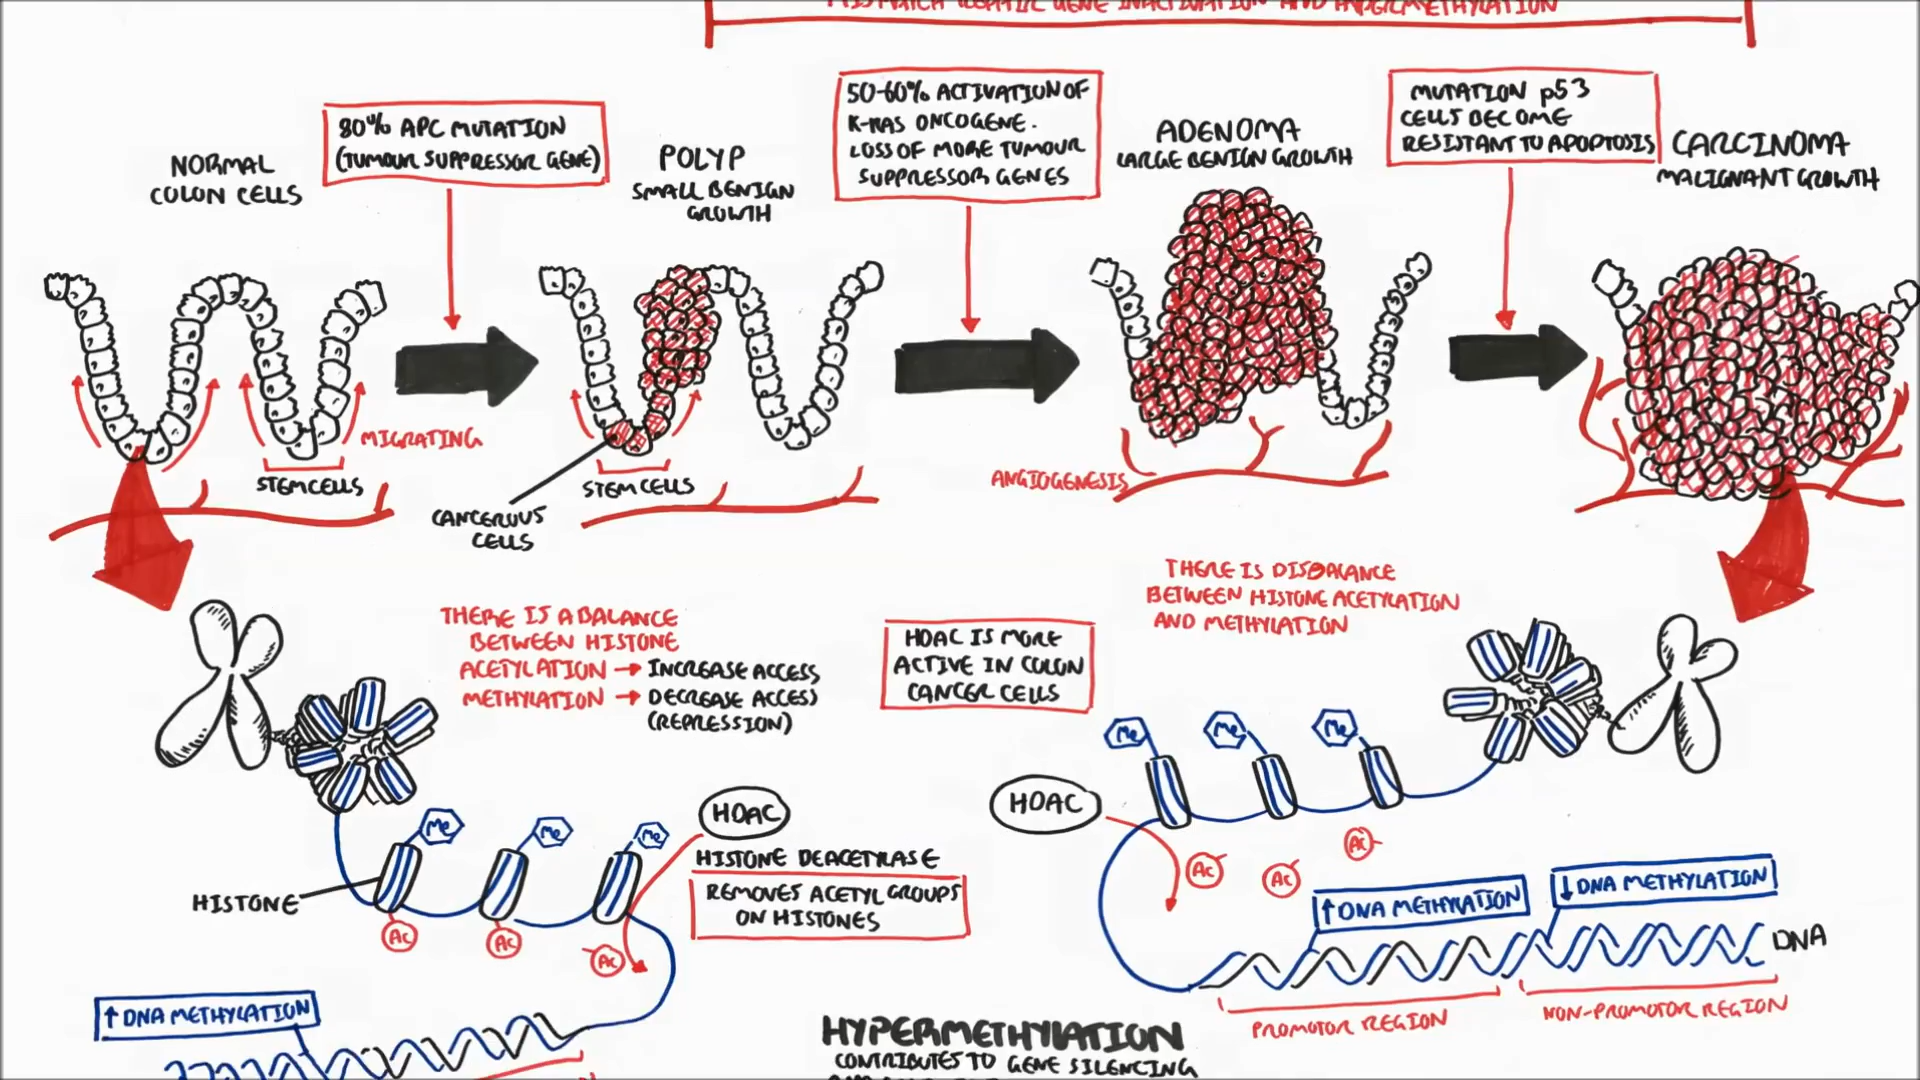 MISMATCH REPAIR GENE INACTIVATION AND HYPERMETHYLATION
80% APC MUTATION
(TUMOUR SUPPRESSOR GENE)
50-60% ACTIVATION OF
K-RAS ONCOGENE.
LOSS OF MORE TUMOUR
SUPPRESSOR GENES
MUTATION p53
CELLS BECOME
RESISTANT TO APOPTOSIS
NORMAL
COLON CELLS
POLYP
SMALL BENIGN
GROWTH
ADENOMA
LARGE BENIGN GROWTH
CARCINOMA
MALIGNANT GROWTH
MIGRATING
STEM CELLS
CANCEROUS
CELLS
STEM CELLS
ANGIOGENESIS
THERE IS A BALANCE
BETWEEN HISTONE
ACETYLATION → INCREASE ACCESS
METHYLATION → DECREASE ACCESS
(REPRESSION)
HDAC IS MORE
ACTIVE IN COLON
CANCER CELLS
THERE IS DISBALANCE
BETWEEN HISTONE ACETYLATION
AND METHYLATION
Me
Me
Me
HDAC
HISTONE DEACETYLASE
REMOVES ACETYL GROUPS
ON HISTONES
HISTONE
Ac
Ac
Ac
↑ DNA METHYLATION
Me
Me
Me
HDAC
Ac
Ac
Ac
↑ DNA METHYLATION
↓ DNA METHYLATION
DNA
PROMOTOR REGION
NON-PROMOTOR REGION
HYPERMETHYLATION
CONTRIBUTES TO GENE SILENCING